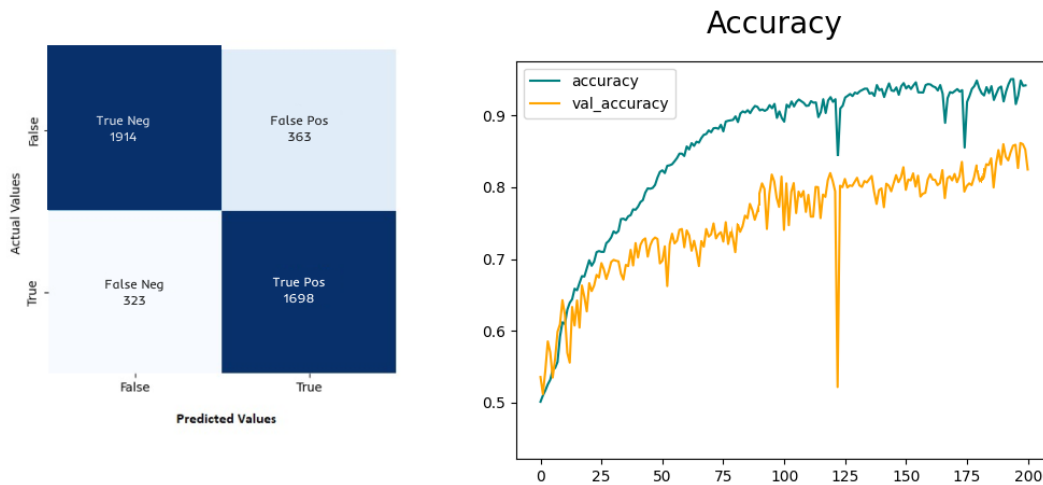 Accuracy
True Neg
1914
False Pos
363
False Neg
323
True Pos
1698
False
True
Actual Values
False
True
Predicted Values
accuracy
val_accuracy
0.9
0.8
0.7
0.6
0.5
0
25
50
75
100
125
150
175
200